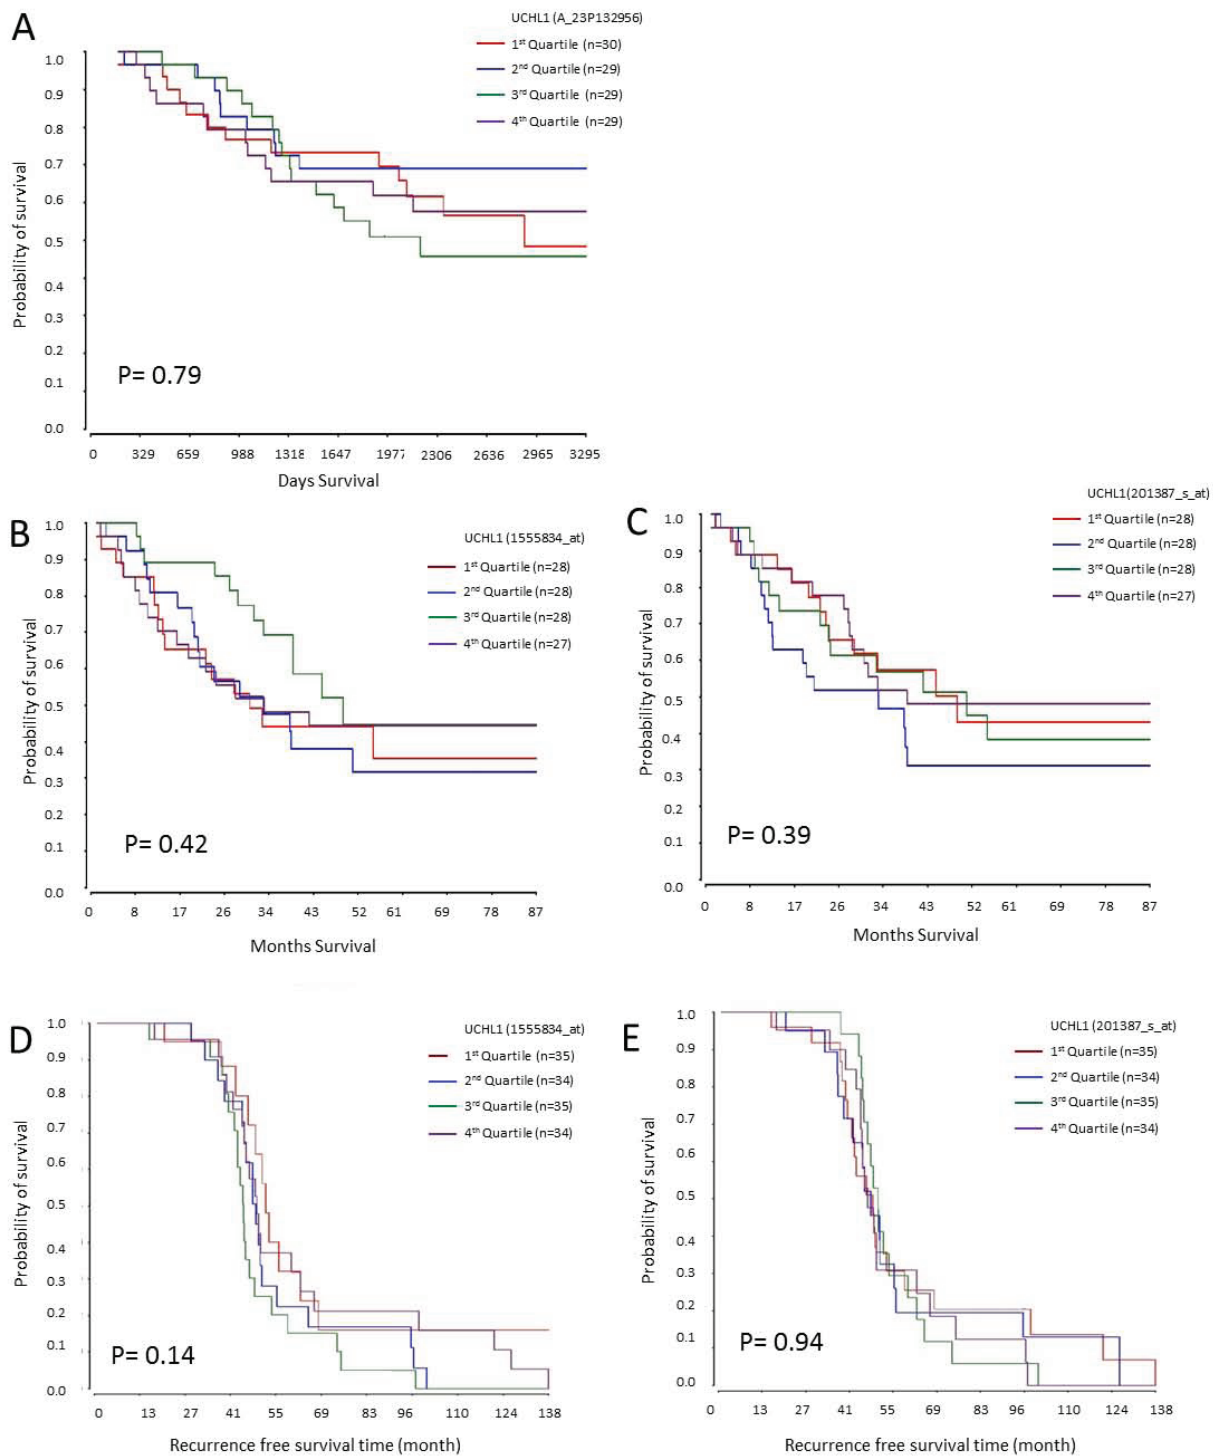 A
UCHL1 (A_23P132956)
1st Quartile (n=30)
2nd Quartile (n=29)
3rd Quartile (n=29)
4th Quartile (n=29)
1.0
0.9
0.8
0.7
0.6
0.5
0.4
0.3
0.2
0.1
0.0
Probability of survival
P= 0.79
0 329 659 988 1318 1647 1977 2306 2636 2965 3295
Days Survival
B
UCHL1 (1555834_at)
1st Quartile (n=28)
2nd Quartile (n=28)
3rd Quartile (n=28)
4th Quartile (n=27)
1.0
0.9
0.8
0.7
0.6
0.5
0.4
0.3
0.2
0.1
0.0
Probability of survival
P= 0.42
0 8 17 26 34 43 52 61 69 78 87
Months Survival
C
UCHL1(201387_s_at)
1st Quartile (n=28)
2nd Quartile (n=28)
3rd Quartile (n=28)
4th Quartile (n=27)
1.0
0.9
0.8
0.7
0.6
0.5
0.4
0.3
0.2
0.1
0.0
Probability of survival
P= 0.39
0 8 17 26 34 43 52 61 69 78 87
Months Survival
D
UCHL1 (1555834_at)
1st Quartile (n=35)
2nd Quartile (n=34)
3rd Quartile (n=35)
4th Quartile (n=34)
1.0
0.9
0.8
0.7
0.6
0.5
0.4
0.3
0.2
0.1
0.0
Probability of survival
P= 0.14
0 13 27 41 55 69 83 96 110 124 138
Recurrence free survival time (month)
E
UCHL1 (201387_s_at)
1st Quartile (n=35)
2nd Quartile (n=34)
3rd Quartile (n=35)
4th Quartile (n=34)
1.0
0.9
0.8
0.7
0.6
0.5
0.4
0.3
0.2
0.1
0.0
Probability of survival
P= 0.94
0 13 27 41 55 69 83 96 110 124 138
Recurrence free survival time (month)